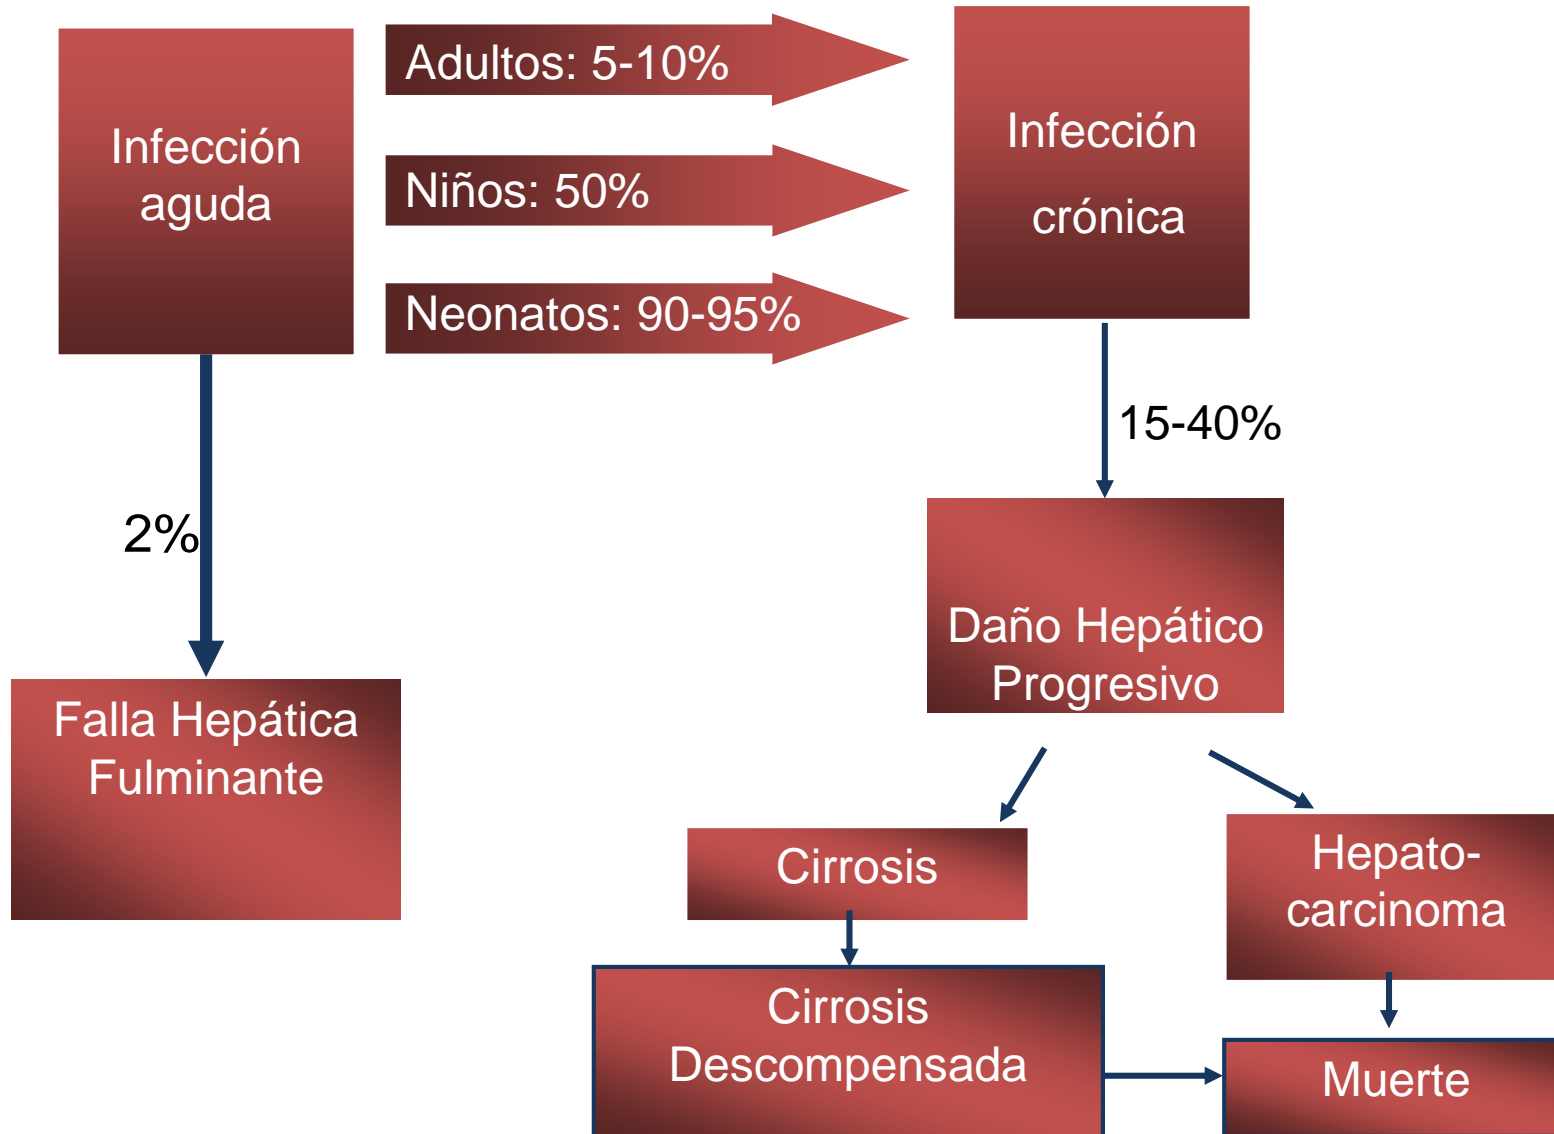 Infección
aguda
Adultos: 5-10%
Niños: 50%
Neonatos: 90-95%
Infección
crónica
2%
15-40%
Falla Hepática
Fulminante
Daño Hepático
Progresivo
Cirrosis
Hepato-
carcinoma
Cirrosis
Descompensada
Muerte